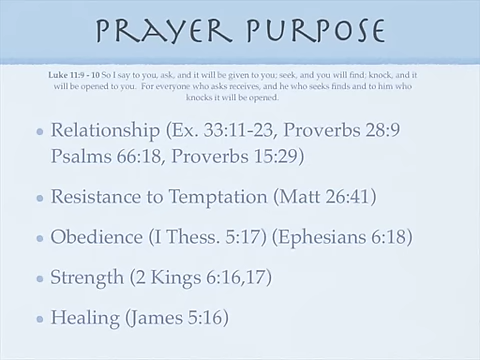 PRAYER PURPOSE
Luke 11:9 - 10 So I say to you, ask, and it will be given to you; seek, and you will find; knock, and it
will be opened to you. For everyone who asks receives, and he who seeks finds and to him who
knocks it will be opened.
• Relationship (Ex. 33:11-23, Proverbs 28:9
Psalms 66:18, Proverbs 15:29)
• Resistance to Temptation (Matt 26:41)
• Obedience (I Thess. 5:17) (Ephesians 6:18)
• Strength (2 Kings 6:16,17)
• Healing (James 5:16)